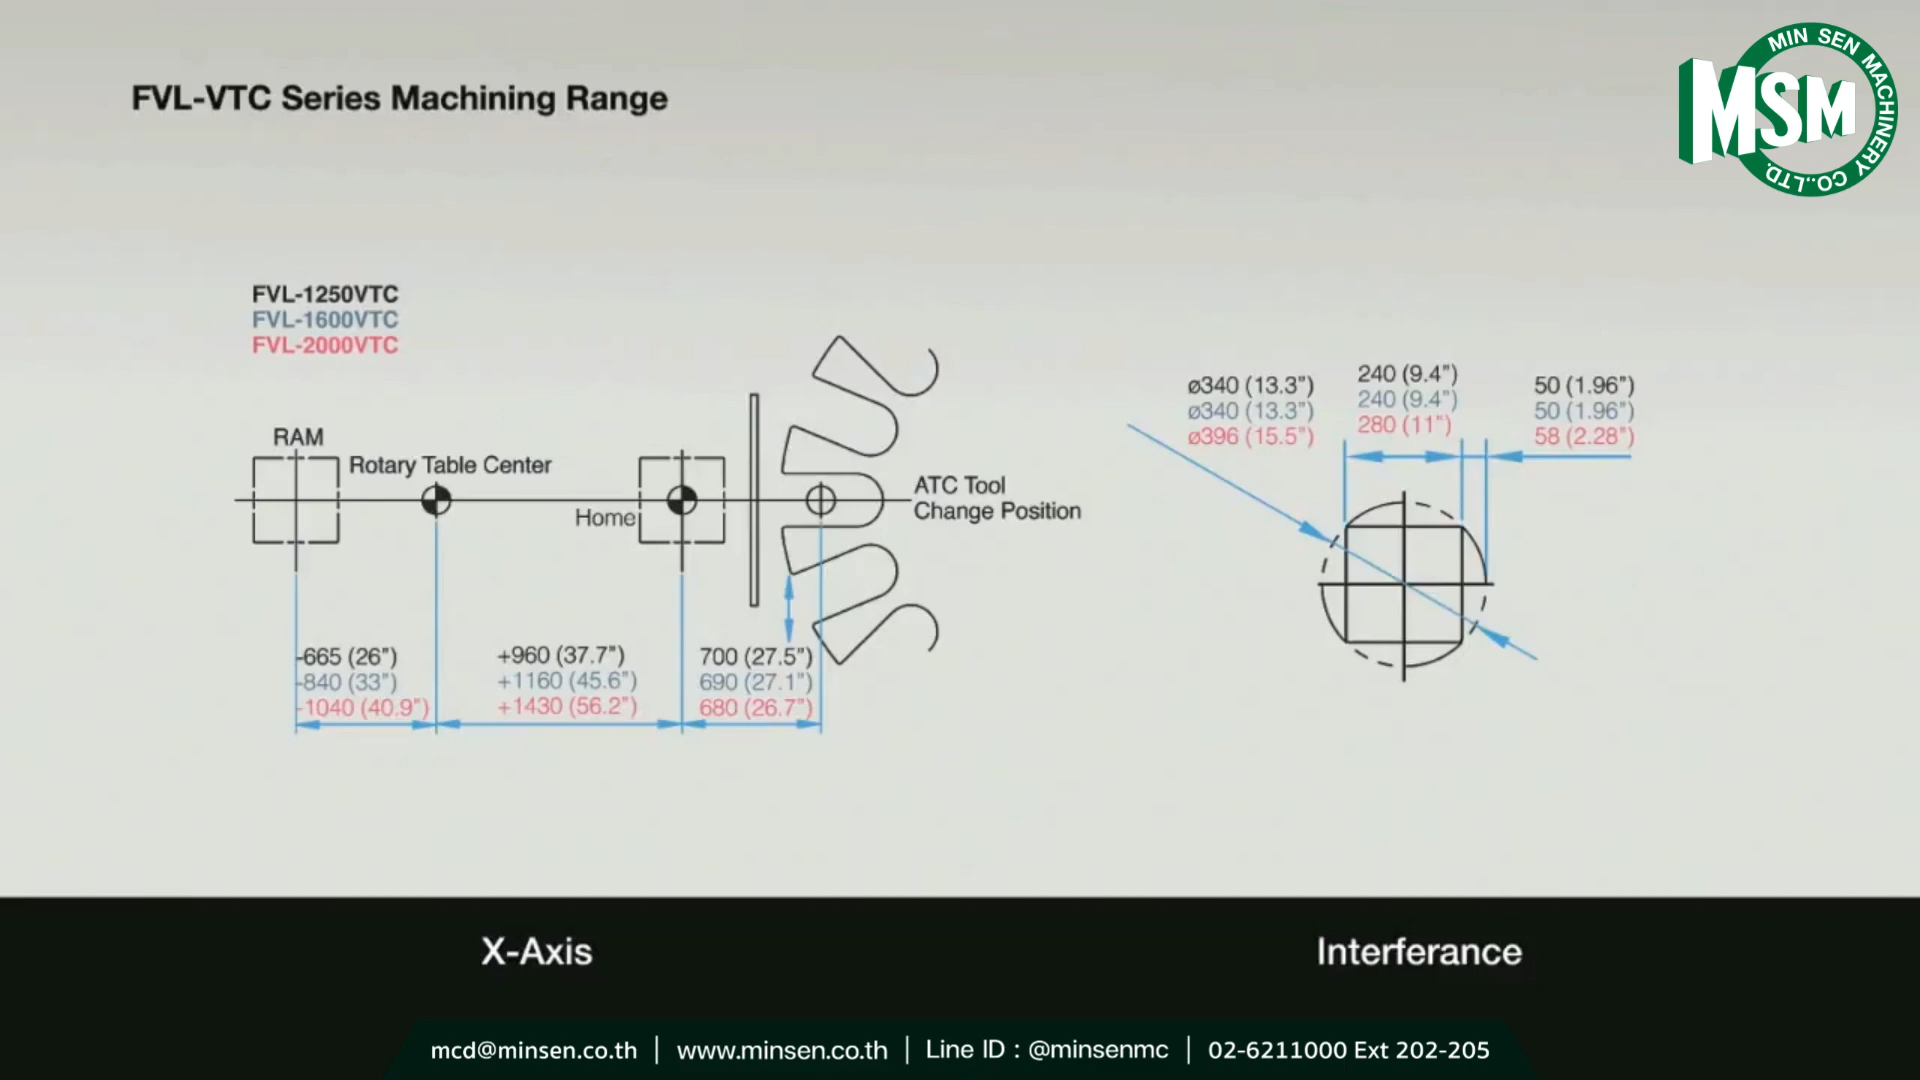 FVL-VTC Series Machining Range
MIN SEN MACHINERY CO.,LTD.
MSM
FVL-1250VTC
FVL-1600VTC
FVL-2000VTC
RAM
Rotary Table Center
Home
ATC Tool
Change Position
-665 (26")
-840 (33")
-1040 (40.9")
+960 (37.7")
+1160 (45.6")
+1430 (56.2")
700 (27.5")
690 (27.1")
680 (26.7")
ø340 (13.3")
ø340 (13.3")
ø396 (15.5")
240 (9.4")
240 (9.4")
280 (11")
50 (1.96")
50 (1.96")
58 (2.28")
X-Axis
Interferance
mcd@minsen.co.th | www.minsen.co.th | Line ID : @minsenmc | 02-6211000 Ext 202-205